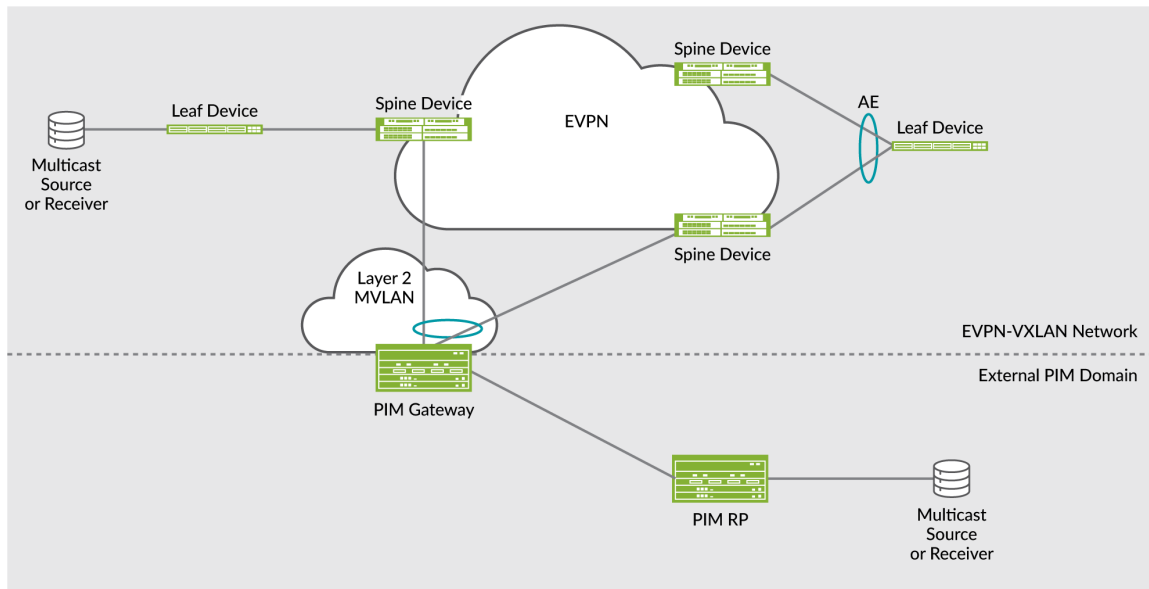 Spine Device
AE
Leaf Device
Spine Device
EVPN
Leaf Device
Multicast
Source
or Receiver
Spine Device
Layer 2
MVLAN
EVPN-VXLAN Network
External PIM Domain
PIM Gateway
PIM RP
Multicast
Source
or Receiver